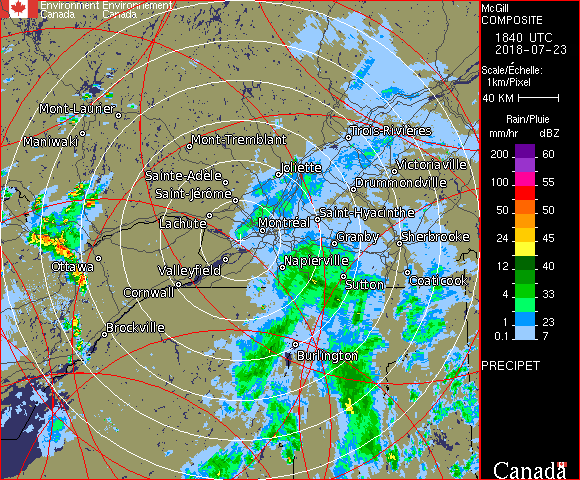 Environment Environnement
Canada Canada
McGill
COMPOSITE
1840 UTC
2018-07-23
Scale/Échelle:
1km/Pixel
40 KM
Rain/Pluie
mm/hr dBZ
200 60
100 55
50 50
24 45
12 40
4 33
1 23
0.1 7
PRECIPET
Canada
Mont-Laurier
Maniwaki
Mont-Tremblant
Trois-Rivières
Joliette
Victoriaville
Sainte-Adèle
Drummondville
Saint-Jérôme
Lachute
Saint-Hyacinthe
Montréal
Granby
Sherbrooke
Ottawa
Valleyfield
Napierville
Sutton
Coaticook
Cornwall
Brockville
Burlington